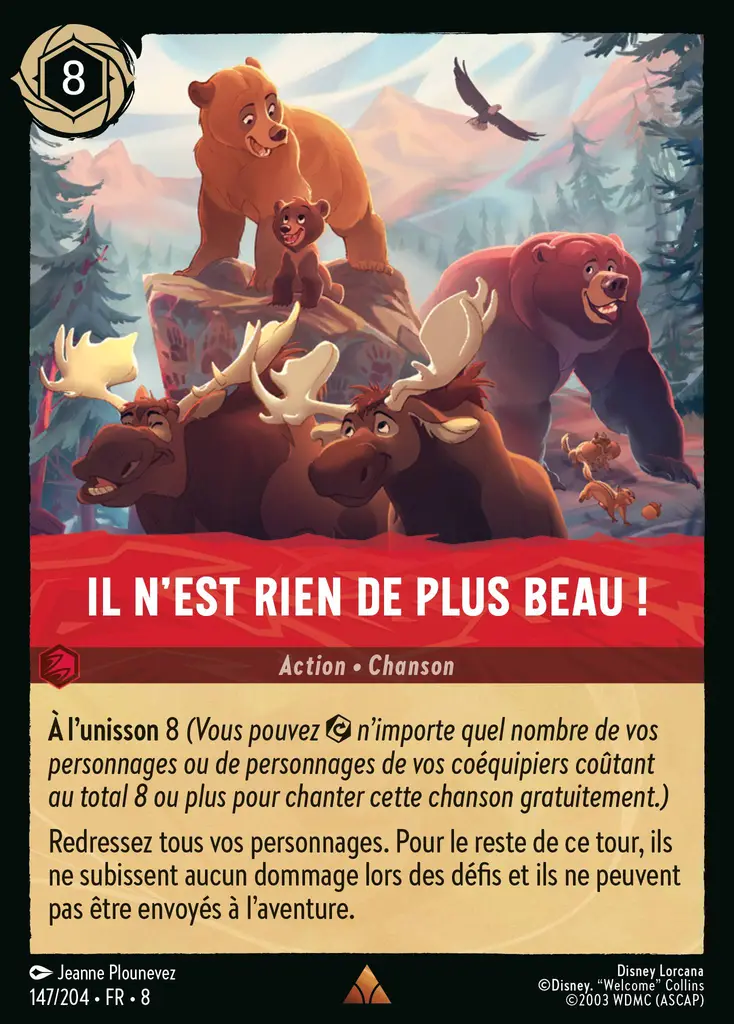 8
IL N'EST RIEN DE PLUS BEAU !
Action • Chanson
À l'unisson 8 (Vous pouvez n'importe quel nombre de vos
personnages ou de personnages de vos coéquipiers coûtant
au total 8 ou plus pour chanter cette chanson gratuitement.)
Redressez tous vos personnages. Pour le reste de ce tour, ils
ne subissent aucun dommage lors des défis et ils ne peuvent
pas être envoyés à l'aventure.
Jeanne Plounevez
147/204 • FR • 8
Disney Lorcana
©Disney. “Welcome” Collins
©2003 WDMC (ASCAP)